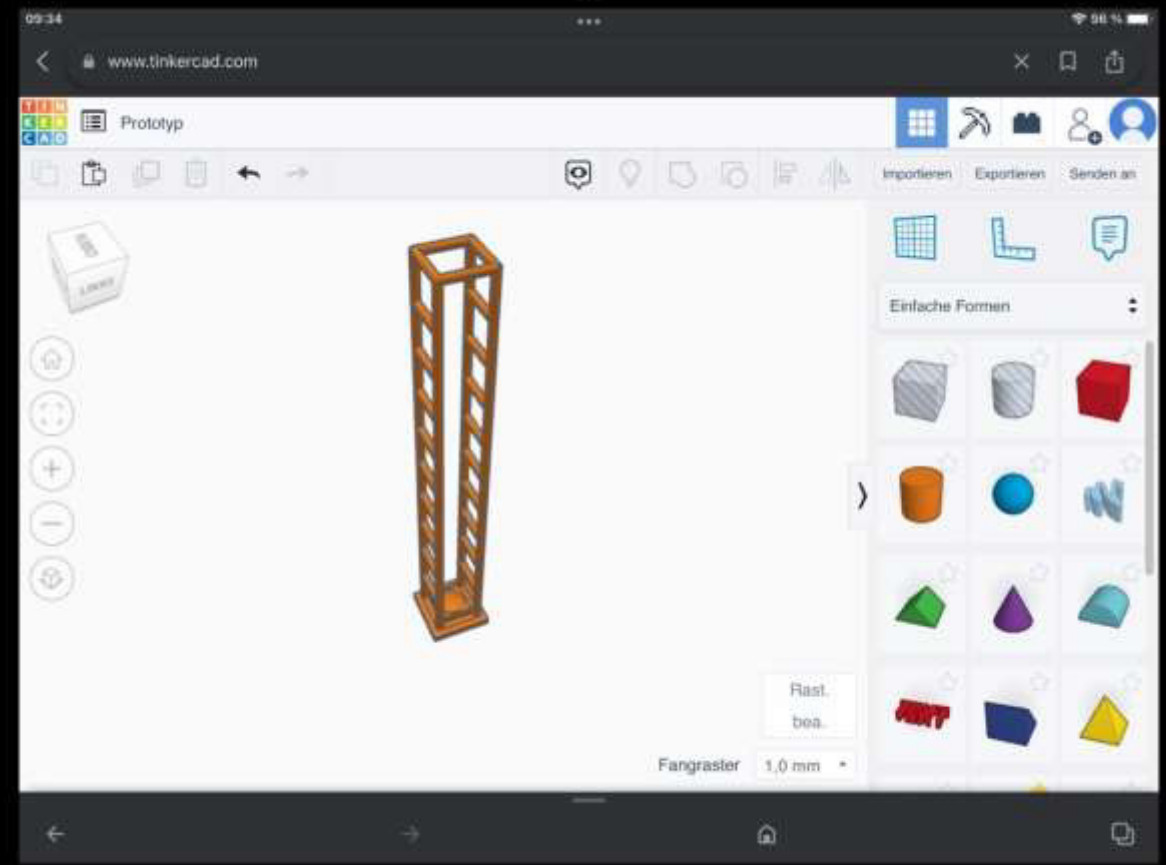 09:34
96 %
www.tinkercad.com
TIN
KER
CAD
Prototyp
Importieren
Exportieren
Senden an
LINKS
Einfache Formen
Rast.
bea.
Fangraster
1,0 mm